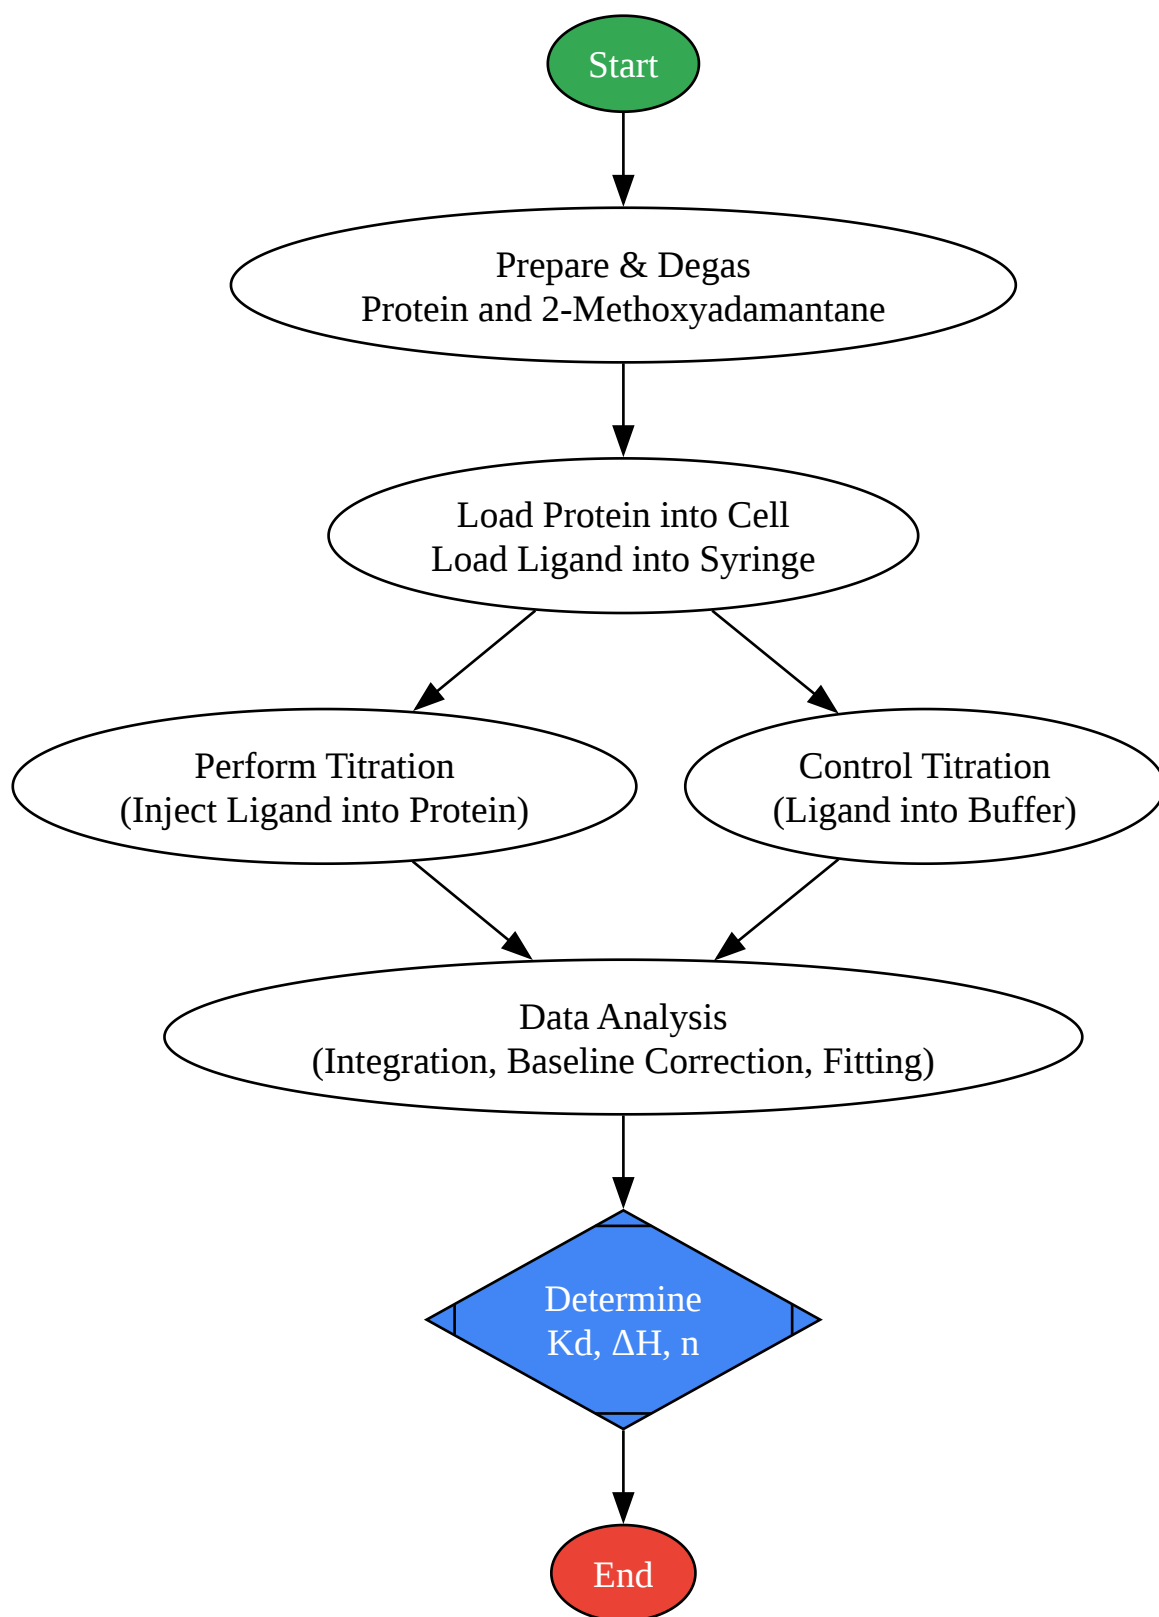 Start
Prepare & Degas
Protein and 2-Methoxyadamantane
Load Protein into Cell
Load Ligand into Syringe
Perform Titration
(Inject Ligand into Protein)
Control Titration
(Ligand into Buffer)
Data Analysis
(Integration, Baseline Correction, Fitting)
Determine
Kd, ΔH, n
End